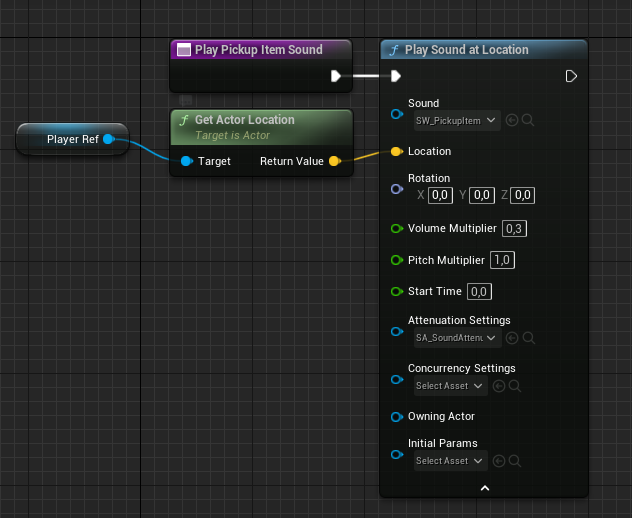 Play Pickup Item Sound
Play Sound at Location
Sound
SW_PickupItem
Get Actor Location
Target is Actor
Player Ref
Target Return Value
Location
Rotation
X 0,0 Y 0,0 Z 0,0
Volume Multiplier 0,3
Pitch Multiplier 1,0
Start Time 0,0
Attenuation Settings
SA_SoundAttenu
Concurrency Settings
Select Asset
Owning Actor
Initial Params
Select Asset